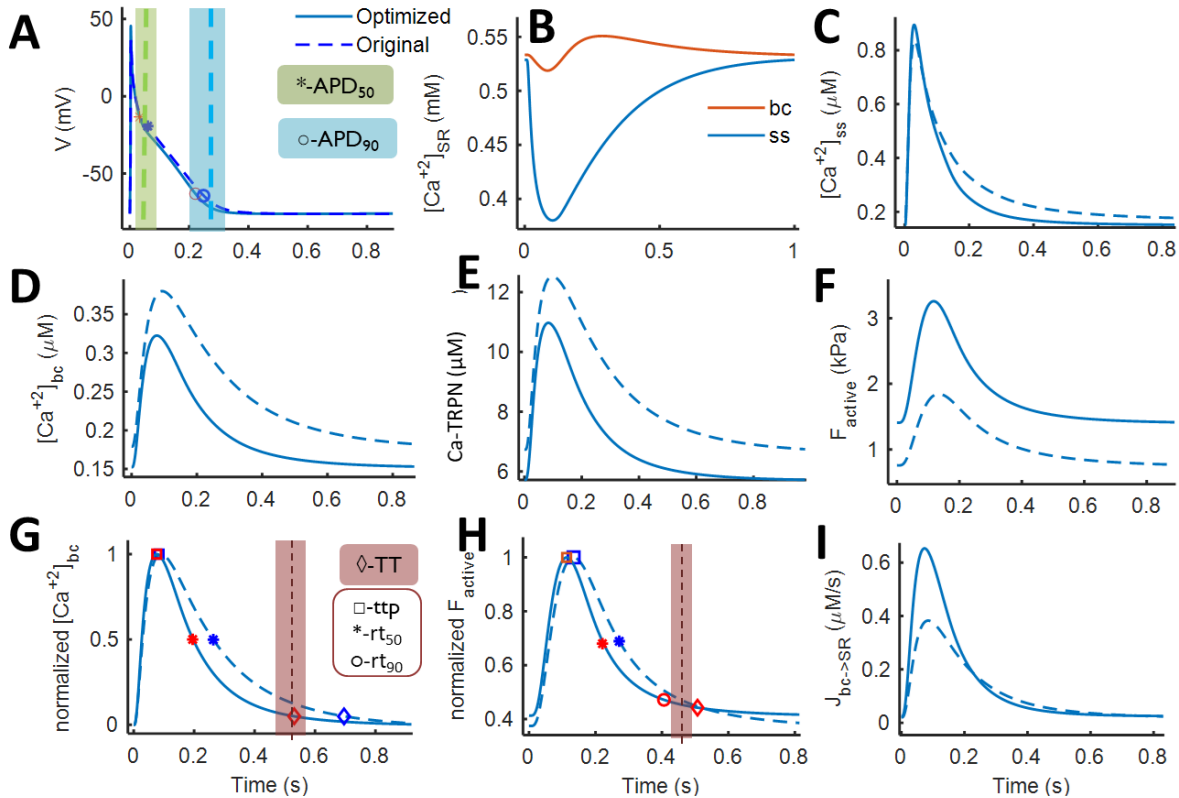 A
50
0
-50
V (mV)
0
0.2
0.4
0.6
0.8
Optimized
Original
*-APD50
○-APD90
B
0.55
0.5
0.45
0.4
[Ca+2]SR (mM)
0
0.5
1
bc
ss
C
0.8
0.6
0.4
0.2
[Ca+2]ss (μM)
0
0.2
0.4
0.6
0.8
D
0.35
0.3
0.25
0.2
0.15
[Ca+2]bc (μM)
0
0.2
0.4
0.6
0.8
E
)
12
10
8
6
Ca-TRPN (μM)
0
0.2
0.4
0.6
0.8
F
3
2
1
Factive (kPa)
0
0.2
0.4
0.6
0.8
G
1
0.5
0
normalized [Ca+2]bc
0
0.2
0.4
0.6
0.8
Time (s)
◊-TT
□-ttp
*-rt50
○-rt90
H
1
0.8
0.6
0.4
normalized Factive
0
0.2
0.4
0.6
0.8
Time (s)
I
0.6
0.4
0.2
0
Jbc->SR (μM/s)
0
0.2
0.4
0.6
0.8
Time (s)